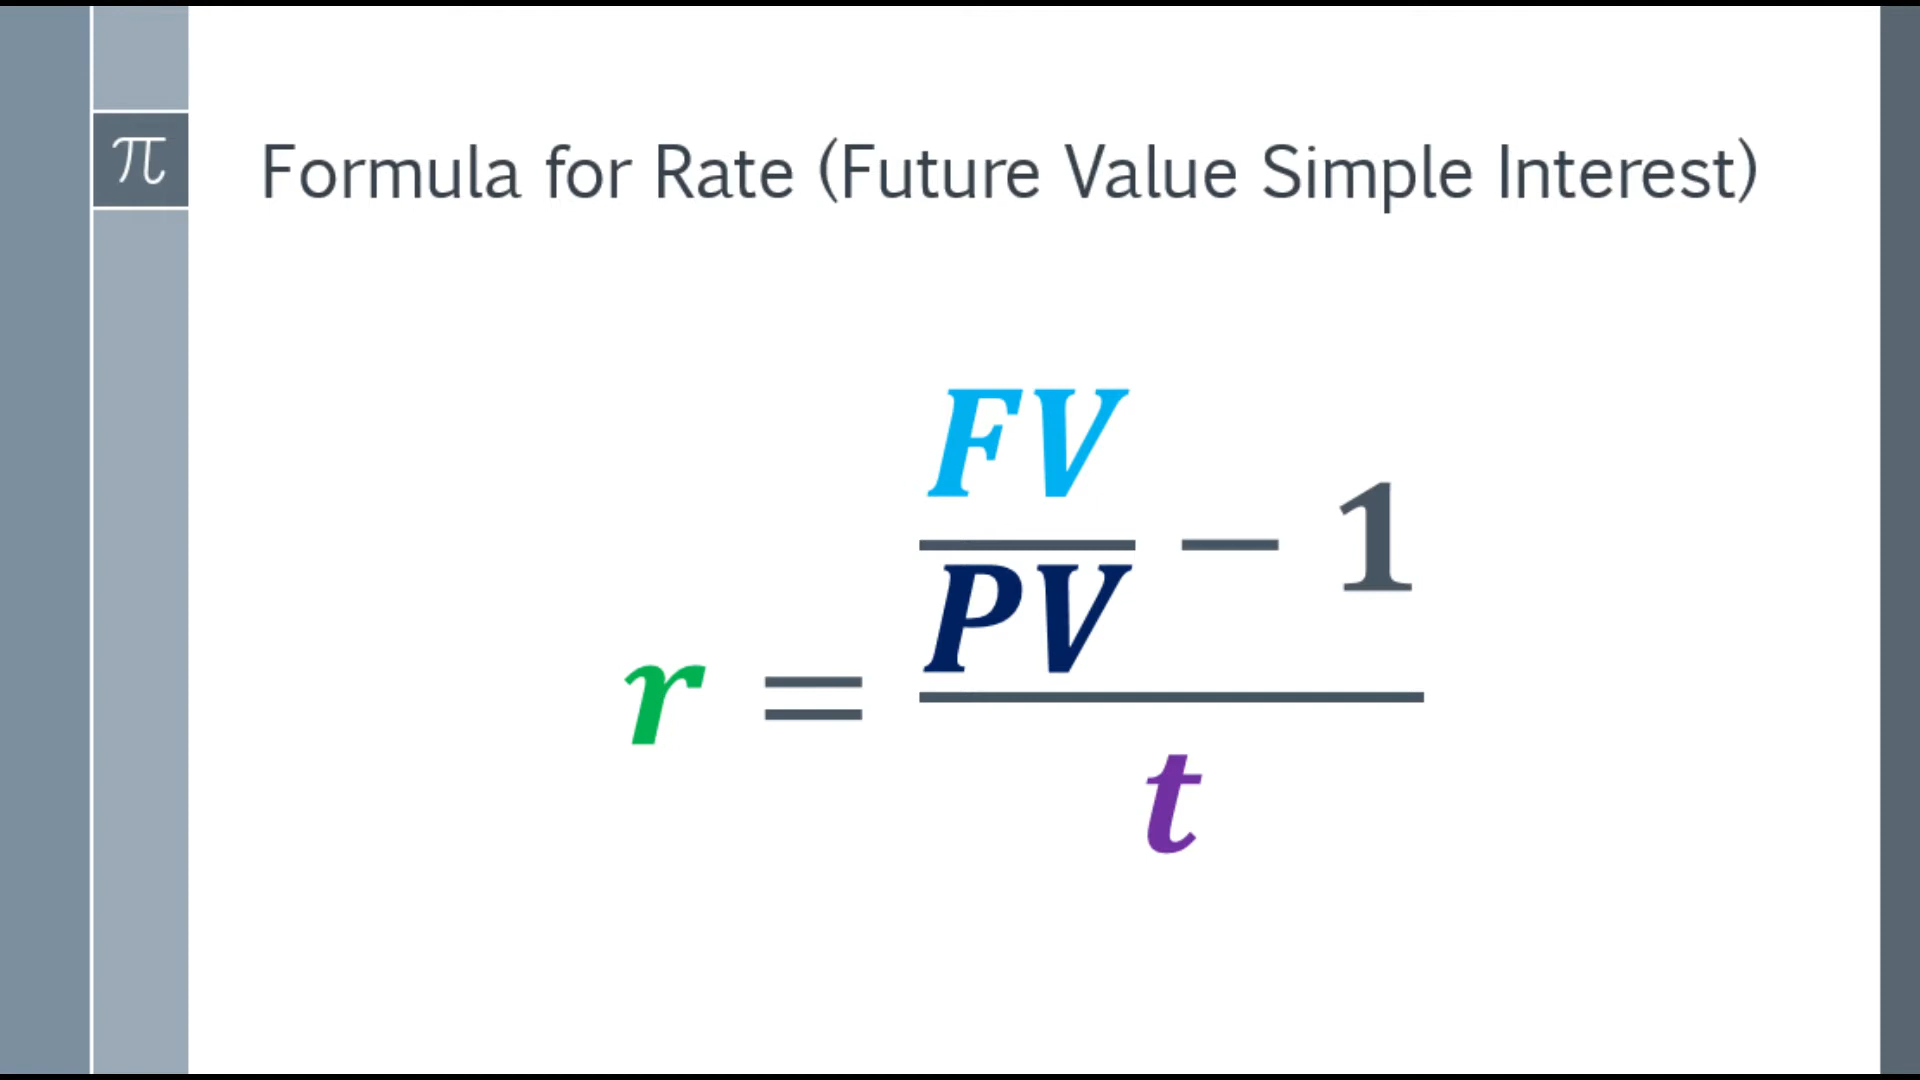 π
Formula for Rate (Future Value Simple Interest)
r = (FV/PV − 1)/t